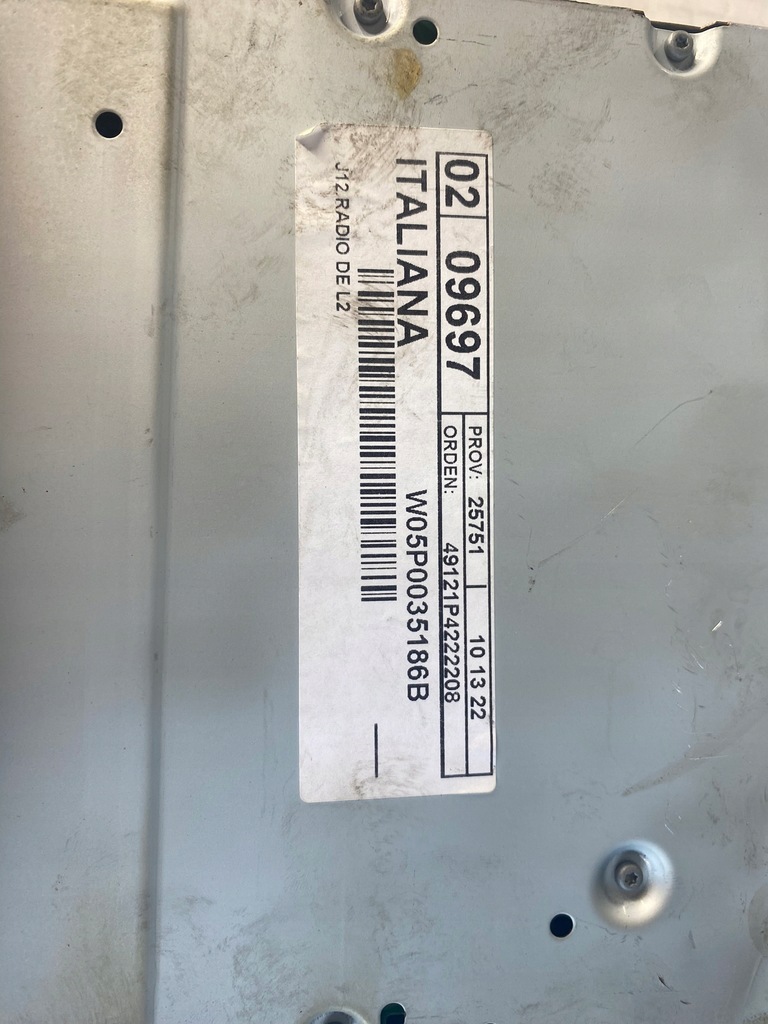 02 09697
PROV: 25751 10 13 22
ORDEN: 49121P4222208
ITALIANA W05P0035186B
J12,RADIO DE L2